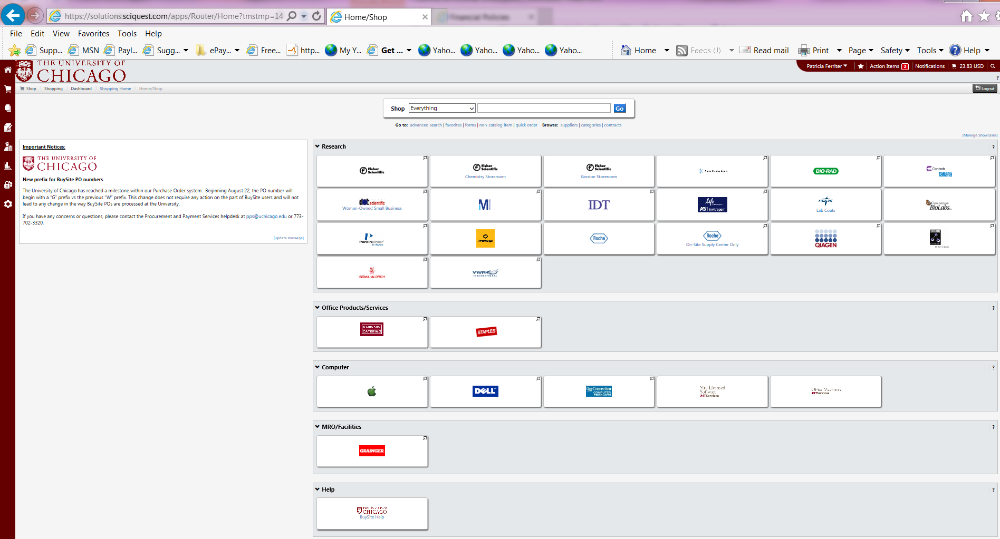 https://solutions.sciquest.com/apps/Router/Home?tmstmp=14
Home/Shop
Financial Policies
File Edit View Favorites Tools Help
Supp... MSN Payl... Sugg... ePay... Free... http... My Y... Get ... Yaho... Yaho... Yaho... Yaho... Home Feeds (J) Read mail Print Page Safety Tools Help
THE UNIVERSITY OF
CHICAGO
Patricia Ferriter Action Items 2 Notifications 23.83 USD
?
Shop Shopping Dashboard Shopping Home Home/Shop Logout
Shop Everything Go
Go to: advanced search | favorites | forms | non-catalog item | quick order Browse: suppliers | categories | contracts
[Manage Showcases]
Important Notices:
THE UNIVERSITY OF
CHICAGO
New prefix for BuySite PO numbers
The University of Chicago has reached a milestone within our Purchase Order system. Beginning August 22, the PO number will
begin with a "G" prefix vs the previous "W" prefix. This change does not require any action on the part of BuySite users and will not
lead to any change in the way BuySite POs are processed at the University.
If you have any concerns or questions, please contact the Procurement and Payment Services helpdesk at pps@uchicago.edu or 773-
702-3320.
[update message]
Research ?
Fisher
Scientific
Fisher
Scientific
Chemistry Storeroom
Fisher
Scientific
Gordon Storeroom
Agilent Technologies
BIO-RAD
Clontech
TaKaRa
dot scientific
Woman-Owned Small Business
M
IDT
life
AB invitrogen
MEDLINE
Lab Coats
NEW ENGLAND
BioLabs
PerkinElmer
Promega
Roche
Roche
On-Site Supply Center Only
QIAGEN
SANTA CRUZ
SIGMA-ALDRICH
VWR
INTERNATIONAL
Office Products/Services ?
UCHICAGO
CATERING
STAPLES
Computer ?
DELL
GovConnection
COMPUTER
PRODUCTS
Site-Licensed
Software
ITServices
Office Machines
ITServices
MRO/Facilities ?
GRAINGER
Help ?
THE UNIVERSITY OF
CHICAGO
BuySite Help